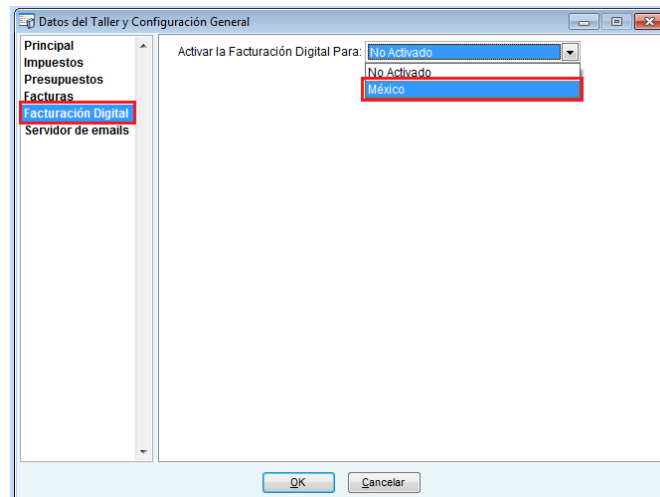 Datos del Taller y Configuración General
Principal
Impuestos
Presupuestos
Facturas
Facturación Digital
Servidor de emails
Activar la Facturación Digital Para: No Activado
No Activado
México
OK
Cancelar